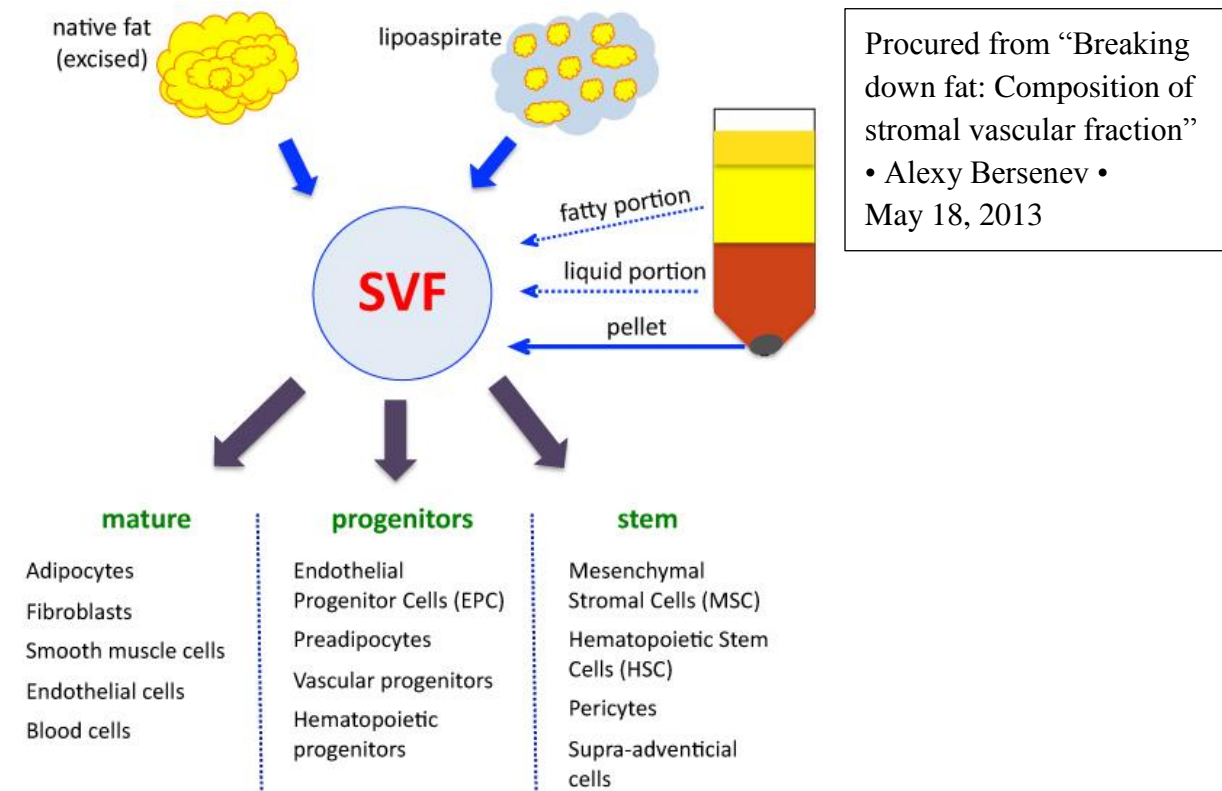 native fat
(excised)
lipoaspirate
Procured from “Breaking
down fat: Composition of
stromal vascular fraction”
• Alexy Bersenev •
May 18, 2013
fatty portion
liquid portion
pellet
SVF
mature
Adipocytes
Fibroblasts
Smooth muscle cells
Endothelial cells
Blood cells
progenitors
Endothelial
Progenitor Cells (EPC)
Preadipocytes
Vascular progenitors
Hematopoietic
progenitors
stem
Mesenchymal
Stromal Cells (MSC)
Hematopoietic Stem
Cells (HSC)
Pericytes
Supra-adventicial
cells